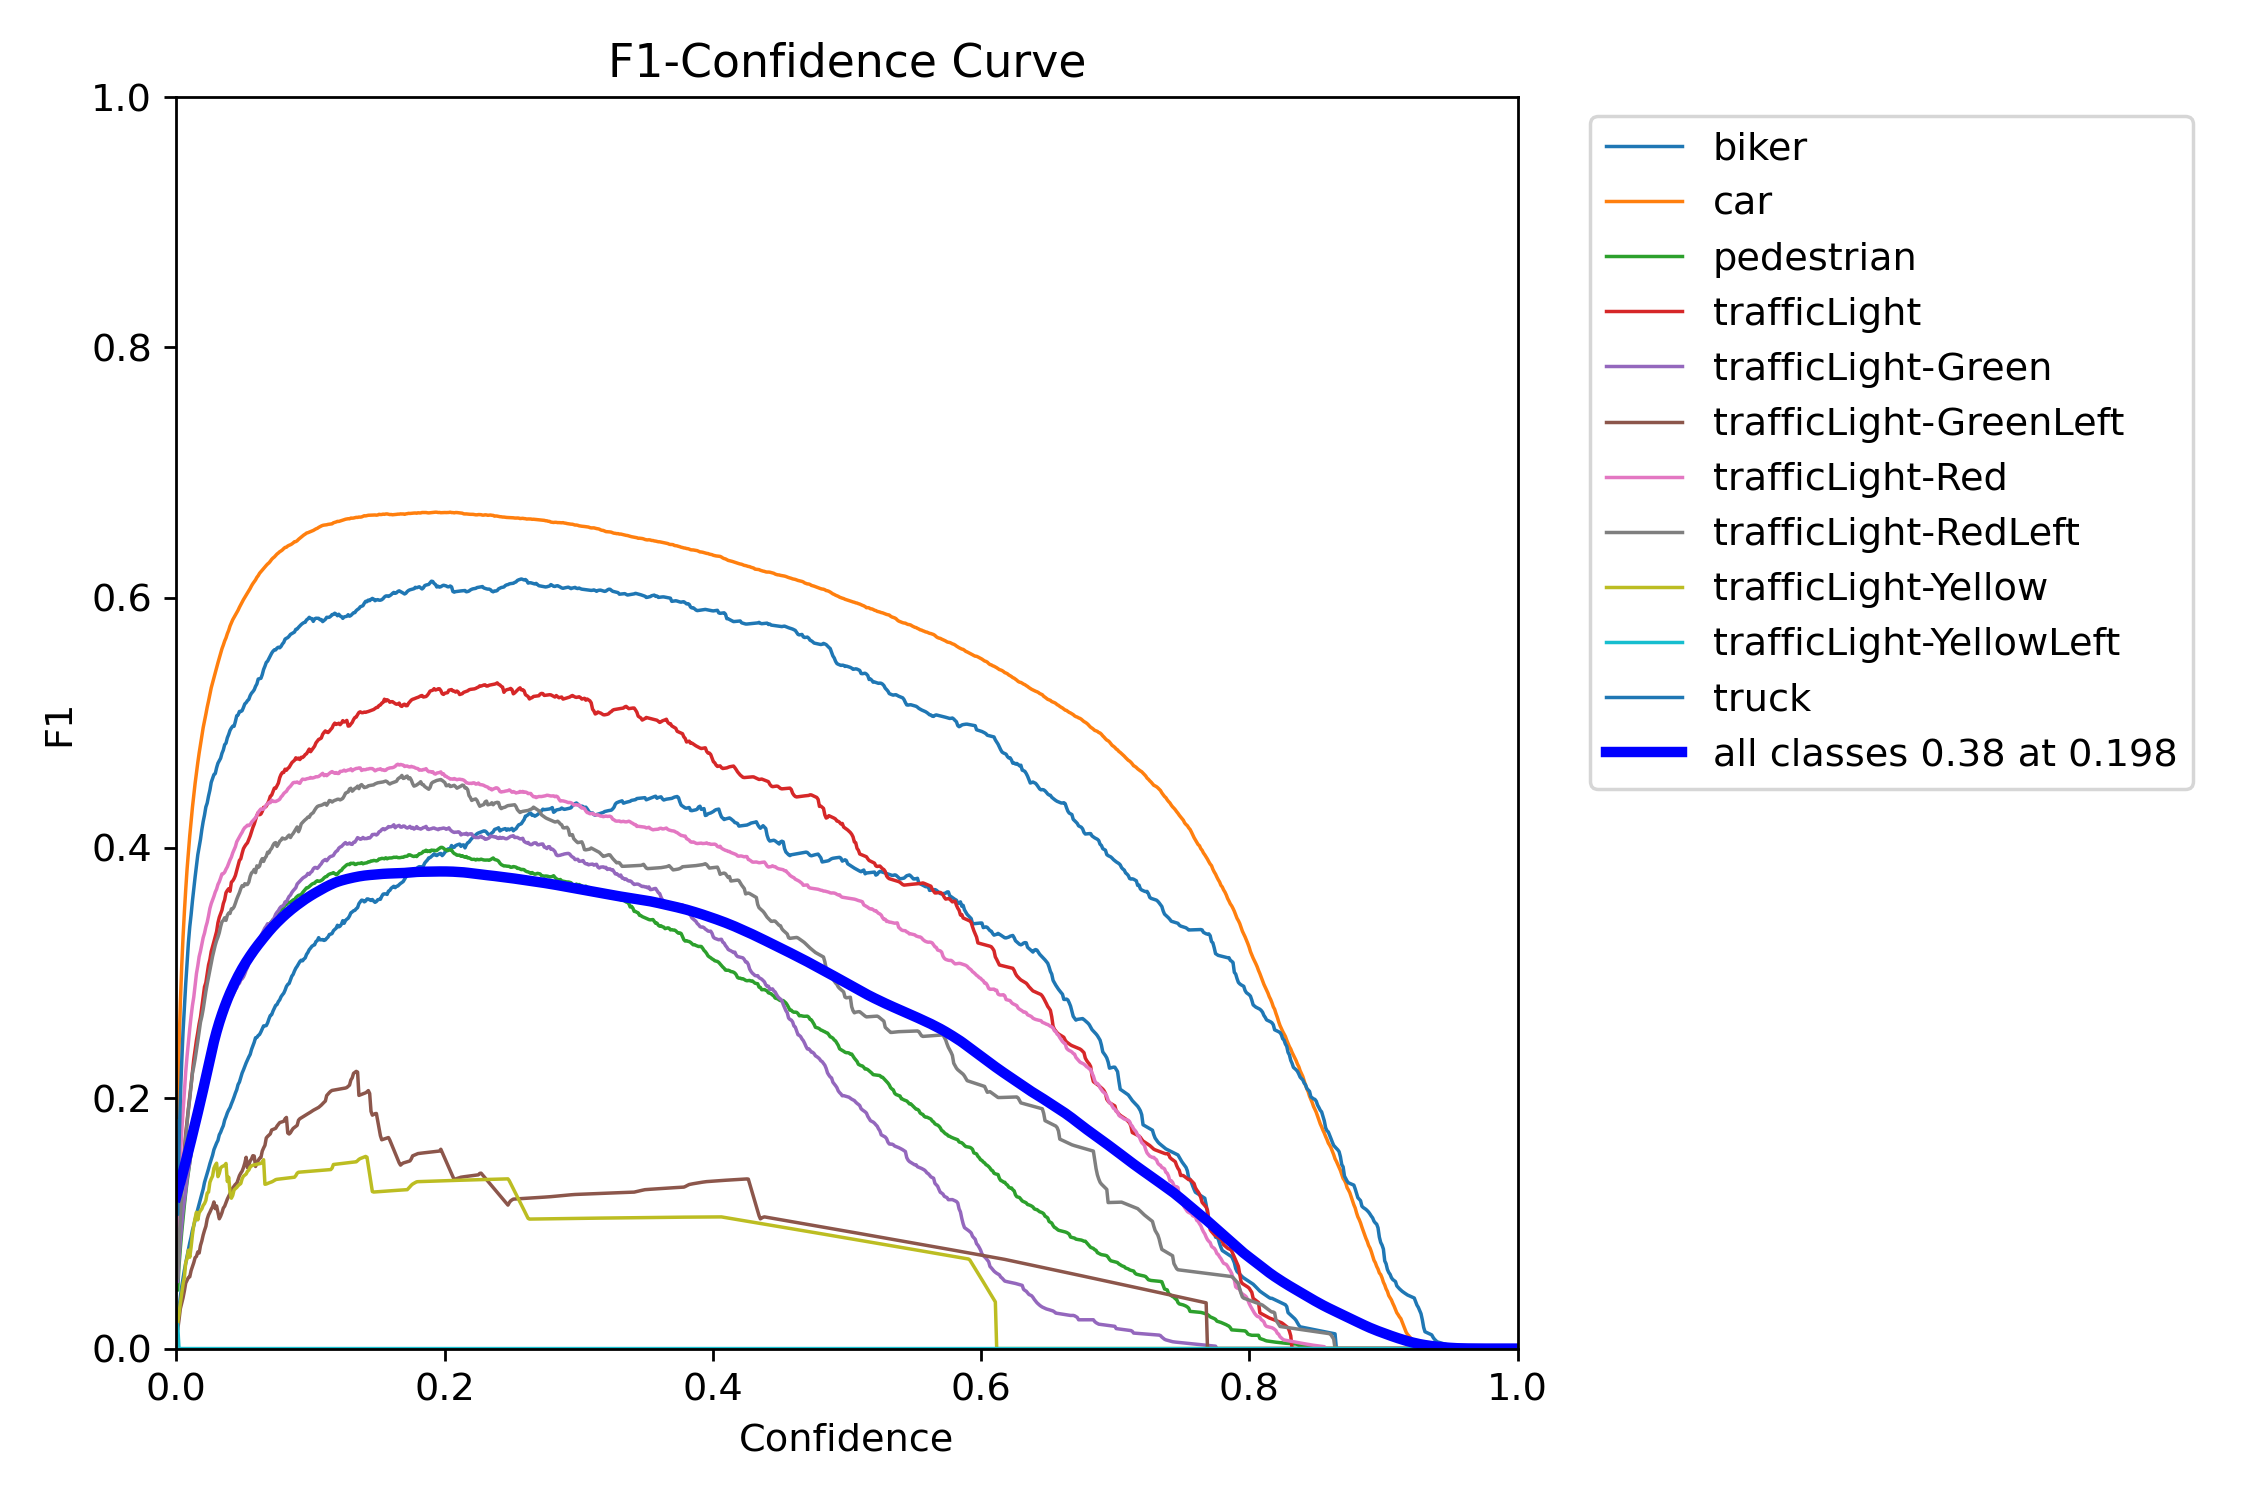 F1-Confidence Curve
1.0
0.8
0.6
0.4
0.2
0.0
F1
0.0 0.2 0.4 0.6 0.8 1.0
Confidence
biker
car
pedestrian
trafficLight
trafficLight-Green
trafficLight-GreenLeft
trafficLight-Red
trafficLight-RedLeft
trafficLight-Yellow
trafficLight-YellowLeft
truck
all classes 0.38 at 0.198